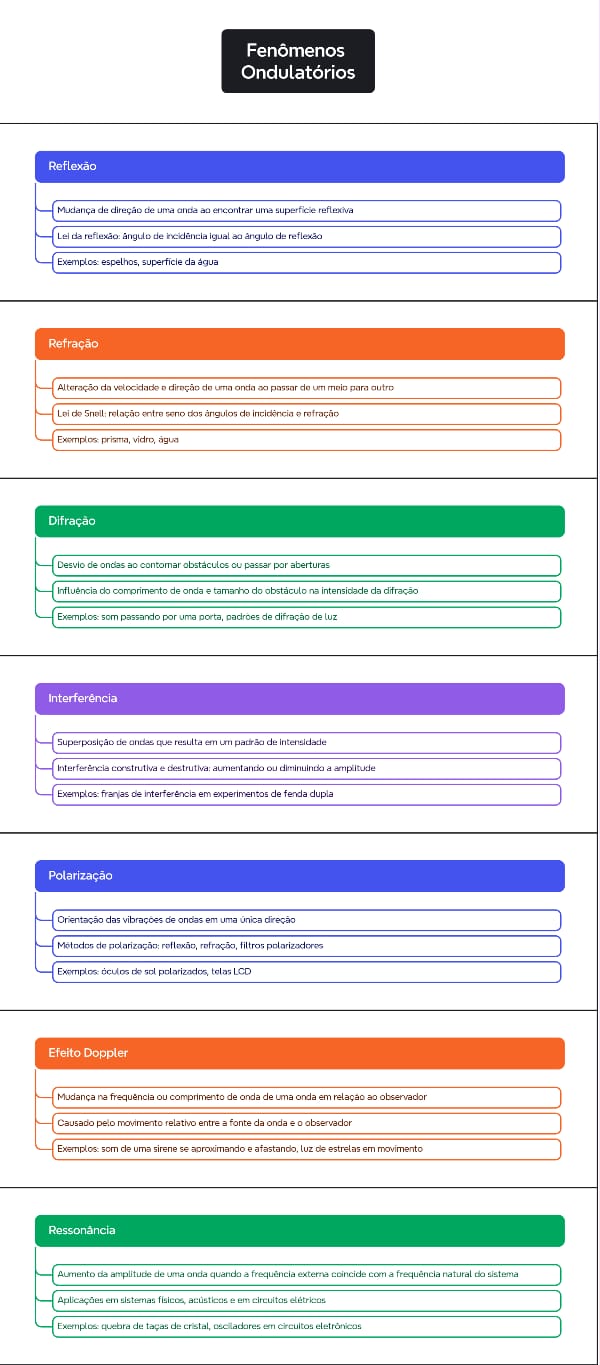 Fenômenos
Ondulatórios
Reflexão
Mudança de direção de uma onda ao encontrar uma superfície reflexiva
Lei da reflexão: ângulo de incidência igual ao ângulo de reflexão
Exemplos: espelhos, superfície da água
Refração
Alteração da velocidade e direção de uma onda ao passar de um meio para outro
Lei de Snell: relação entre seno dos ângulos de incidência e refração
Exemplos: prisma, vidro, água
Difração
Desvio de ondas ao contornar obstáculos ou passar por aberturas
Influência do comprimento de onda e tamanho do obstáculo na intensidade da difração
Exemplos: som passando por uma porta, padrões de difração de luz
Interferência
Superposição de ondas que resulta em um padrão de intensidade
Interferência construtiva e destrutiva: aumentando ou diminuindo a amplitude
Exemplos: franjas de interferência em experimentos de fenda dupla
Polarização
Orientação das vibrações de ondas em uma única direção
Métodos de polarização: reflexão, refração, filtros polarizadores
Exemplos: óculos de sol polarizados, telas LCD
Efeito Doppler
Mudança na frequência ou comprimento de onda de uma onda em relação ao observador
Causado pelo movimento relativo entre a fonte da onda e o observador
Exemplos: som de uma sirene se aproximando e afastando, luz de estrelas em movimento
Ressonância
Aumento da amplitude de uma onda quando a frequência externa coincide com a frequência natural do sistema
Aplicações em sistemas físicos, acústicos e em circuitos elétricos
Exemplos: quebra de taças de cristal, osciladores em circuitos eletrônicos